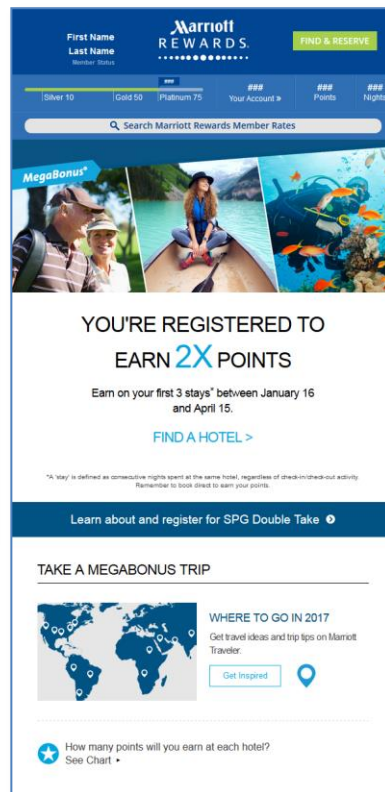 First Name
Last Name
Member Status
Marriott
REWARDS.
FIND & RESERVE
###
Silver 10
Gold 50
Platinum 75
###
Your Account »
###
Points
###
Nights
Search Marriott Rewards Member Rates
MegaBonus®
YOU'RE REGISTERED TO
EARN 2X POINTS
Earn on your first 3 stays* between January 16
and April 15.
FIND A HOTEL >
*A 'stay' is defined as consecutive nights spent at the same hotel, regardless of check-in/check-out activity.
Remember to book direct to earn your points.
Learn about and register for SPG Double Take
TAKE A MEGABONUS TRIP
WHERE TO GO IN 2017
Get travel ideas and trip tips on Marriott
Traveler.
Get Inspired
How many points will you earn at each hotel?
See Chart ▸